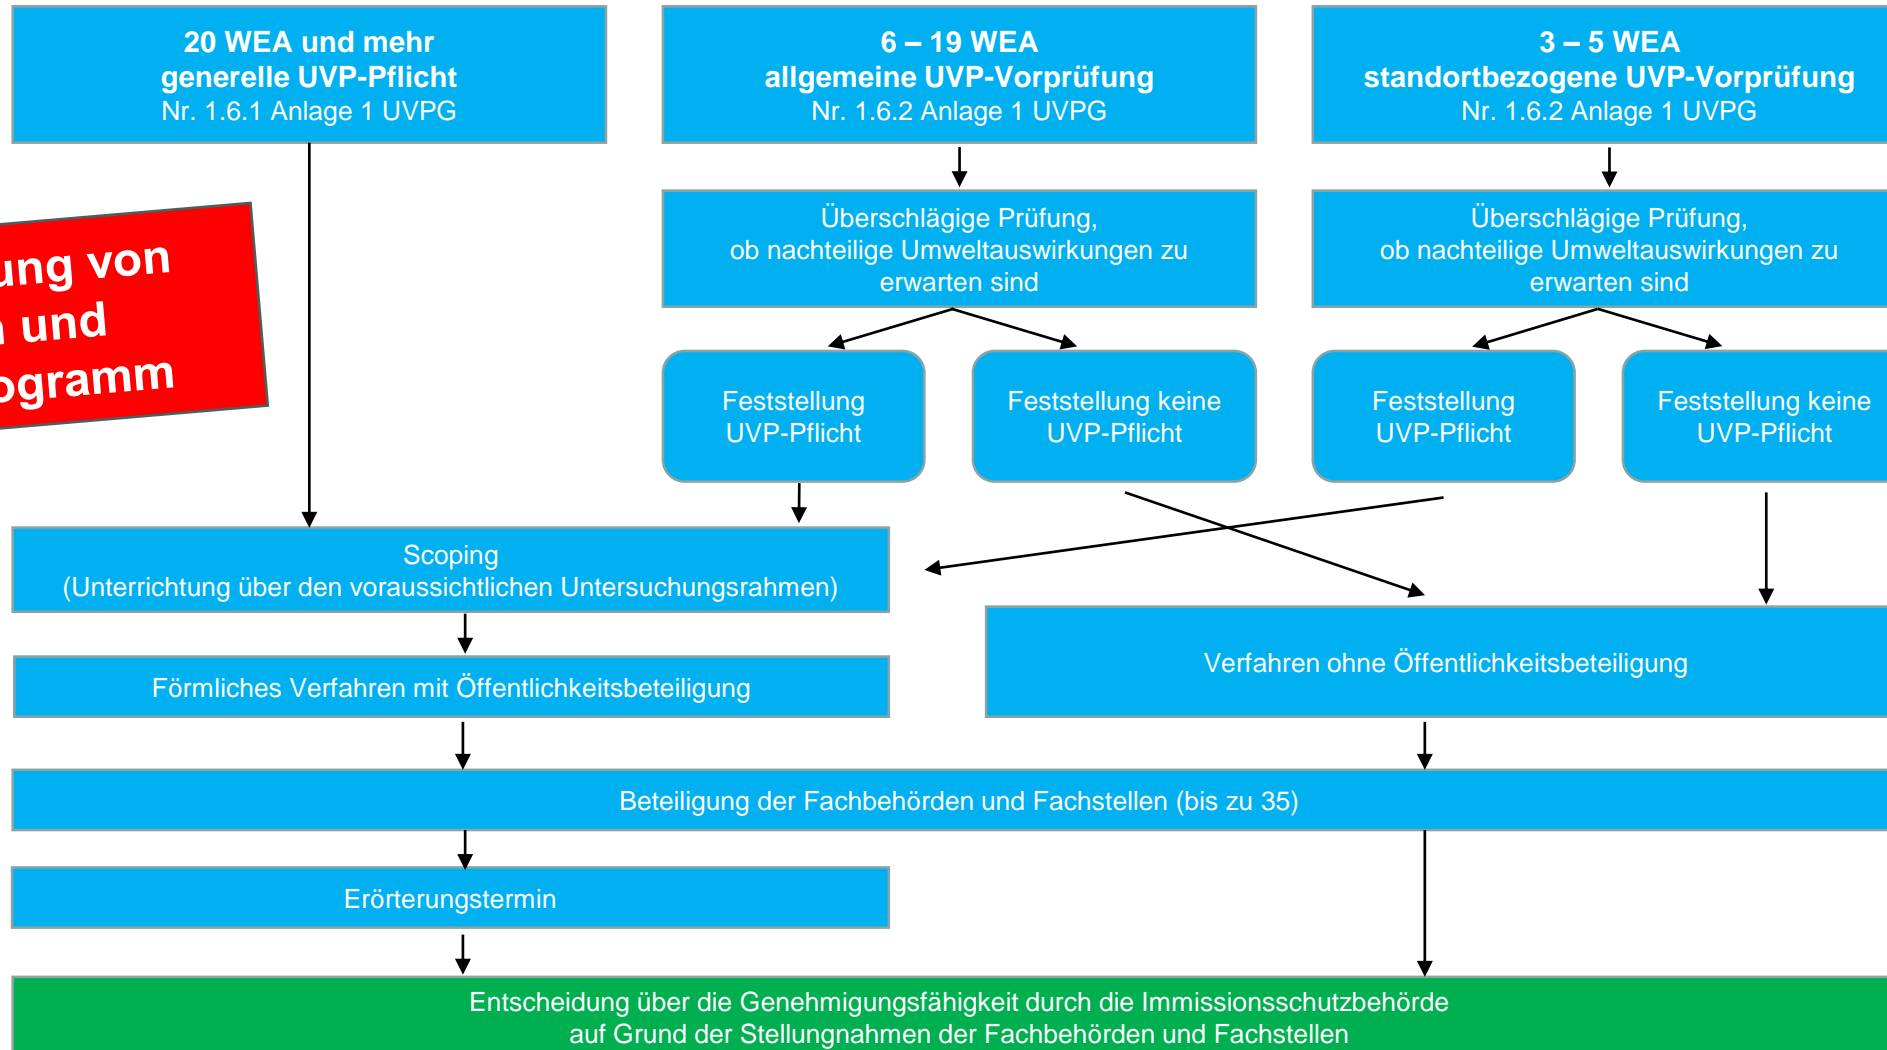 20 WEA und mehr
generelle UVP-Pflicht
Nr. 1.6.1 Anlage 1 UVPG
6 – 19 WEA
allgemeine UVP-Vorprüfung
Nr. 1.6.2 Anlage 1 UVPG
3 – 5 WEA
standortbezogene UVP-Vorprüfung
Nr. 1.6.2 Anlage 1 UVPG
von
und
Überschlägige Prüfung,
ob nachteilige Umweltauswirkungen zu
erwarten sind
Überschlägige Prüfung,
ob nachteilige Umweltauswirkungen zu
erwarten sind
Feststellung
UVP-Pflicht
Feststellung keine
UVP-Pflicht
Feststellung
UVP-Pflicht
Feststellung keine
UVP-Pflicht
Scoping
(Unterrichtung über den voraussichtlichen Untersuchungsrahmen)
Förmliches Verfahren mit Öffentlichkeitsbeteiligung
Verfahren ohne Öffentlichkeitsbeteiligung
Beteiligung der Fachbehörden und Fachstellen (bis zu 35)
Erörterungstermin
Entscheidung über die Genehmigungsfähigkeit durch die Immissionsschutzbehörde
auf Grund der Stellungnahmen der Fachbehörden und Fachstellen